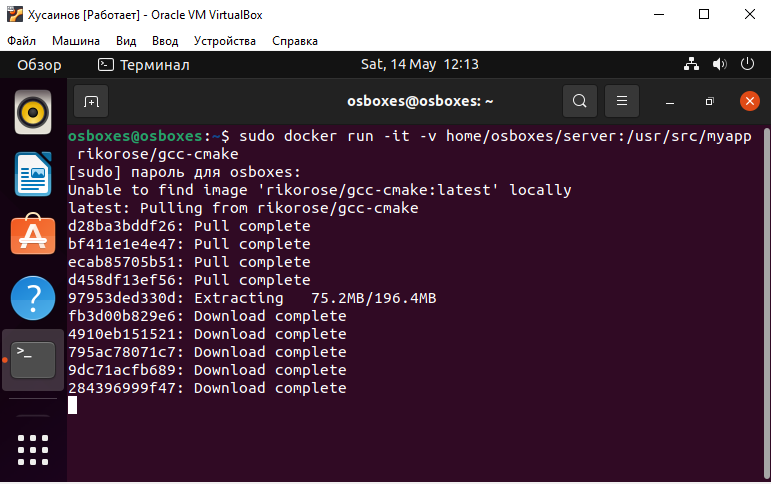 Хусаинов [Работает] - Oracle VM VirtualBox
Файл Машина Вид Ввод Устройства Справка
Обзор Терминал Sat, 14 May 12:13
osboxes@osboxes: ~
osboxes@osboxes:~$ sudo docker run -it -v home/osboxes/server:/usr/src/myapp
rikorose/gcc-cmake
[sudo] пароль для osboxes:
Unable to find image 'rikorose/gcc-cmake:latest' locally
latest: Pulling from rikorose/gcc-cmake
d28ba3bddf26: Pull complete
bf411e1e4e47: Pull complete
ecab85705b51: Pull complete
d458df13ef56: Pull complete
97953ded330d: Extracting 75.2MB/196.4MB
fb3d00b829e6: Download complete
4910eb151521: Download complete
795ac78071c7: Download complete
9dc71acfb689: Download complete
284396999f47: Download complete